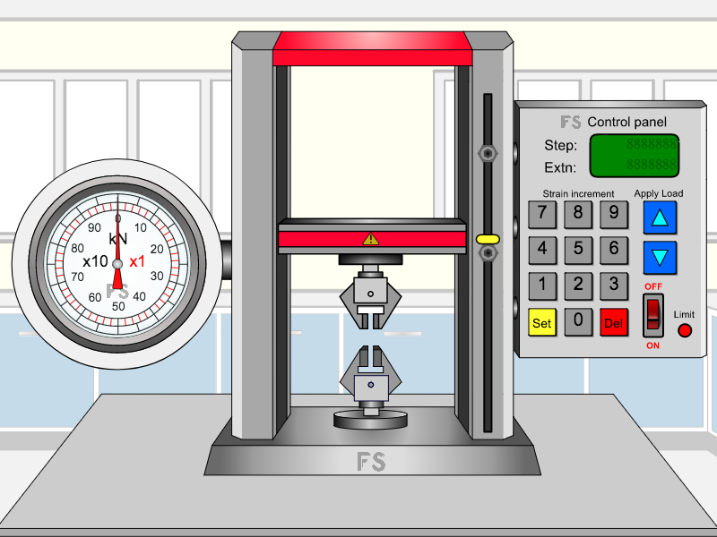 FS Control panel
Step: 8888888
Extn: 8888888
Strain increment
Apply Load
7 8 9
4 5 6
1 2 3
Set 0 Del
OFF
ON
Limit
0
90 10
kN
80 20
x10 x1
70 30
60 40
FS
50
FS